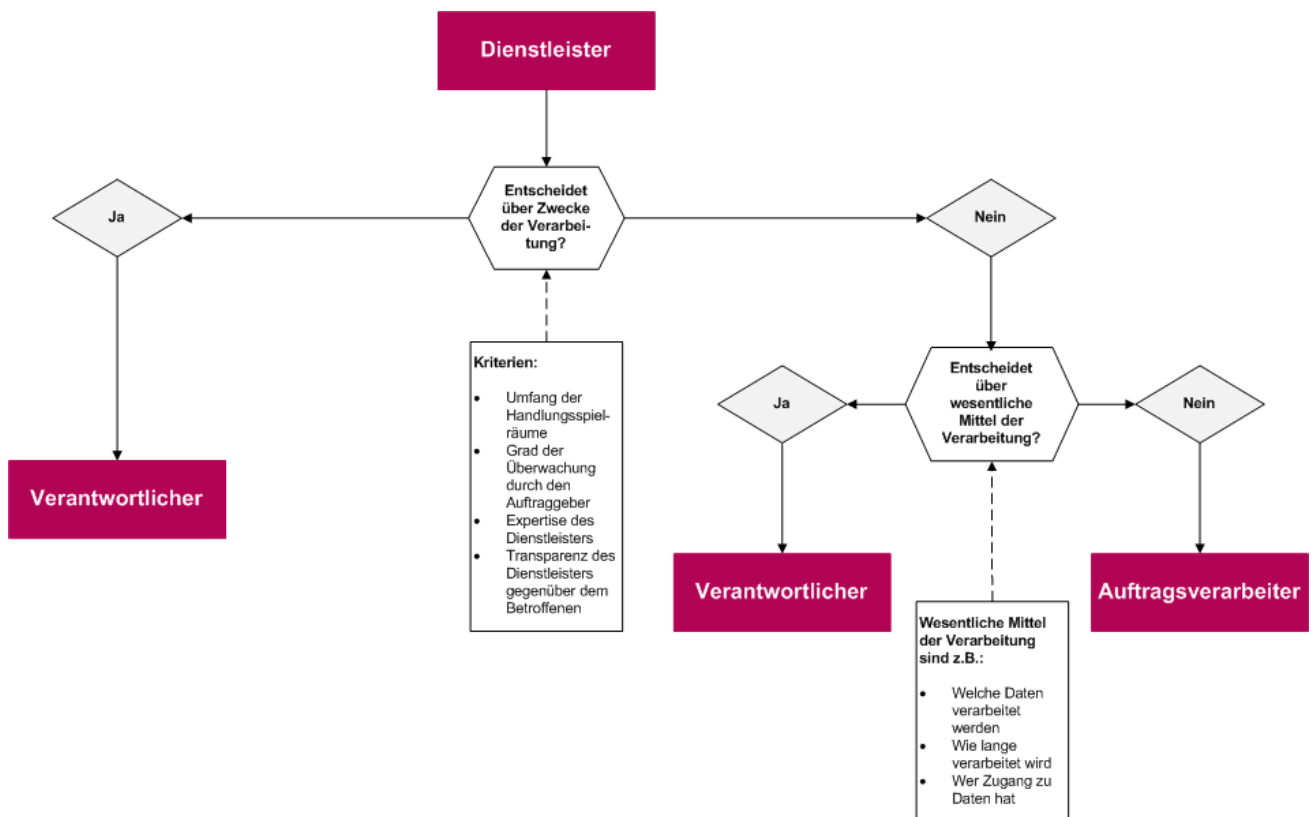 Dienstleister
Entscheidet
über Zwecke
der Verarbei-
tung?
Ja
Nein
Kriterien:
• Umfang der
Handlungsspiel-
räume
• Grad der
Überwachung
durch den
Auftraggeber
• Expertise des
Dienstleisters
• Transparenz des
Dienstleisters
gegenüber dem
Betroffenen
Verantwortlicher
Entscheidet
über
wesentliche
Mittel der
Verarbeitung?
Ja
Nein
Verantwortlicher
Auftragsverarbeiter
Wesentliche Mittel
der Verarbeitung
sind z.B.:
• Welche Daten
verarbeitet
werden
• Wie lange
verarbeitet wird
• Wer Zugang zu
Daten hat